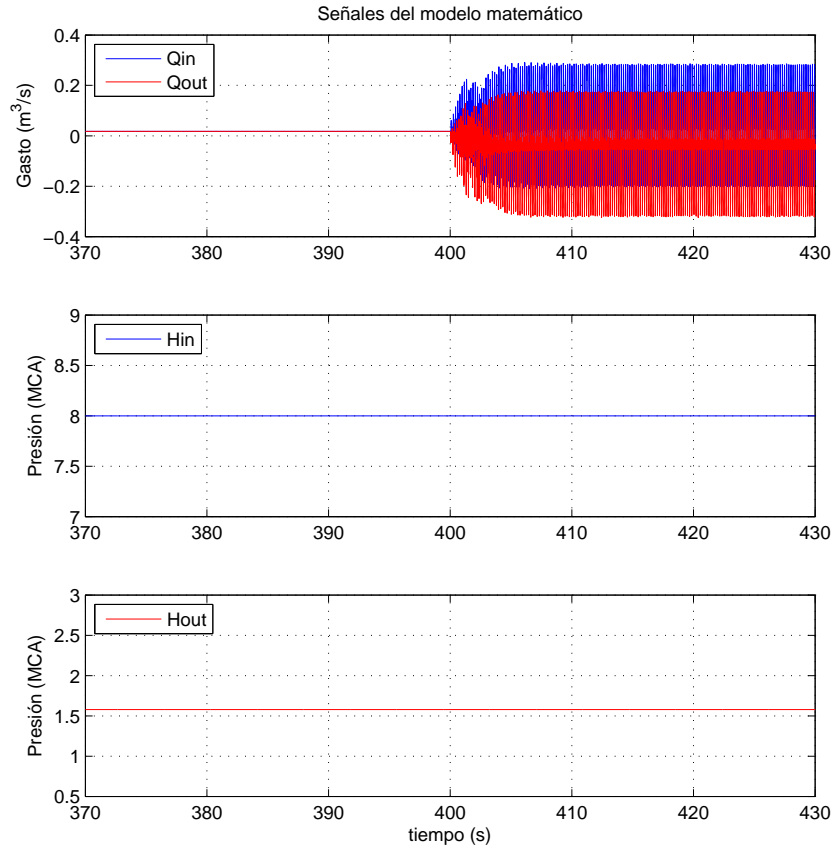 Señales del modelo matemático
0.4
0.2
0
−0.2
−0.4
Gasto (m³/s)
Qin
Qout
370 380 390 400 410 420 430
9
8.5
8
7.5
7
Presión (MCA)
Hin
370 380 390 400 410 420 430
3
2.5
2
1.5
1
0.5
Presión (MCA)
Hout
370 380 390 400 410 420 430
tiempo (s)